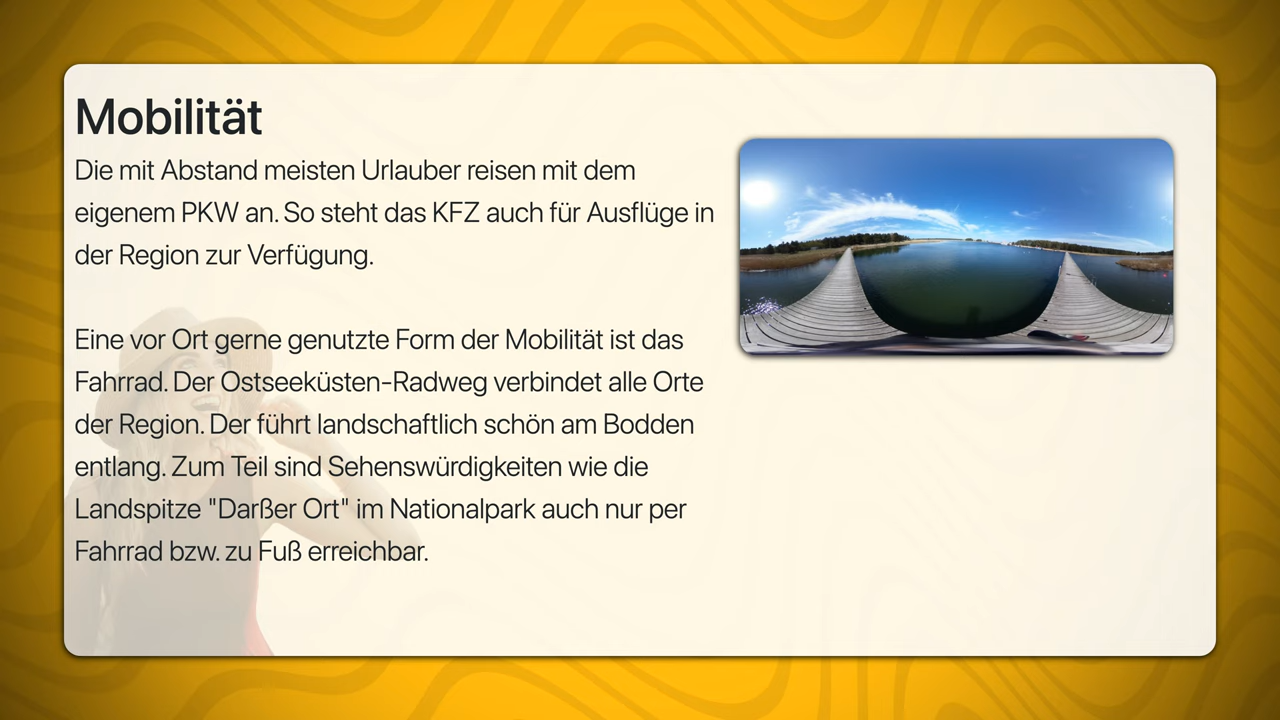 Mobilität
Die mit Abstand meisten Urlauber reisen mit dem
eigenem PKW an. So steht das KFZ auch für Ausflüge in
der Region zur Verfügung.
Eine vor Ort gerne genutzte Form der Mobilität ist das
Fahrrad. Der Ostseeküsten-Radweg verbindet alle Orte
der Region. Der führt landschaftlich schön am Bodden
entlang. Zum Teil sind Sehenswürdigkeiten wie die
Landspitze "Darßer Ort" im Nationalpark auch nur per
Fahrrad bzw. zu Fuß erreichbar.